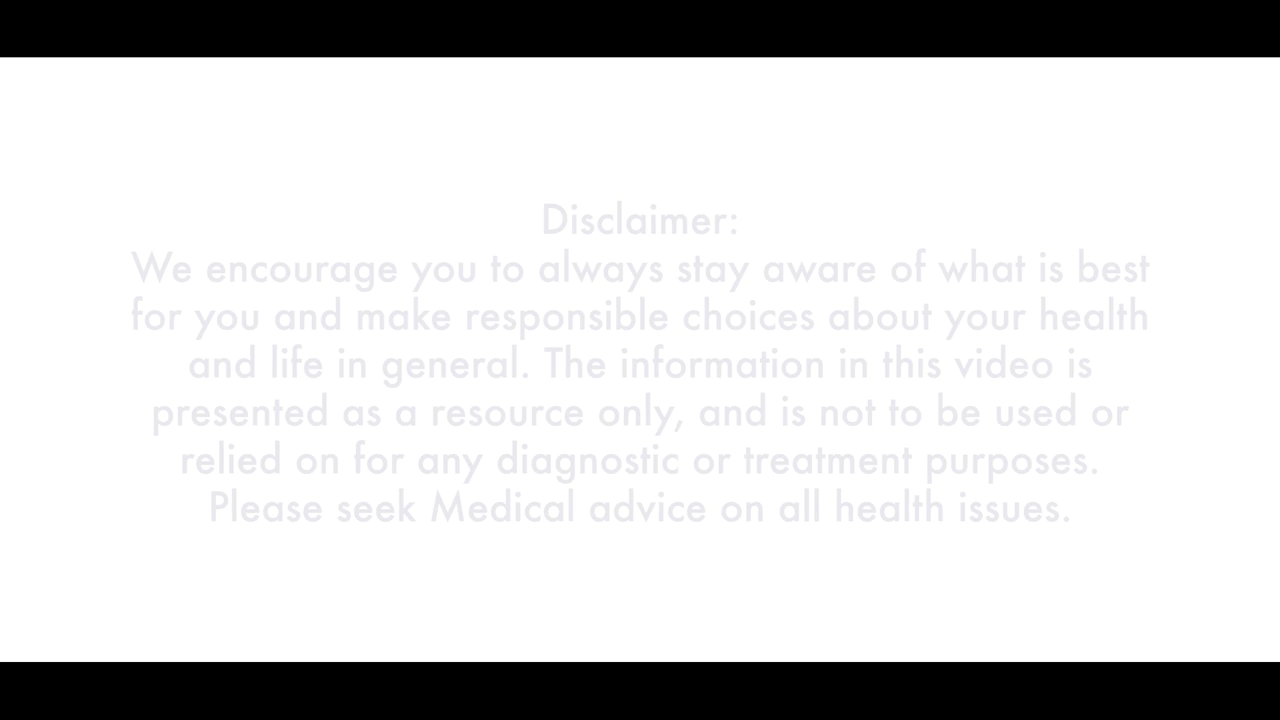 Disclaimer:
We encourage you to always stay aware of what is best
for you and make responsible choices about your health
and life in general. The information in this video is
presented as a resource only, and is not to be used or
relied on for any diagnostic or treatment purposes.
Please seek Medical advice on all health issues.